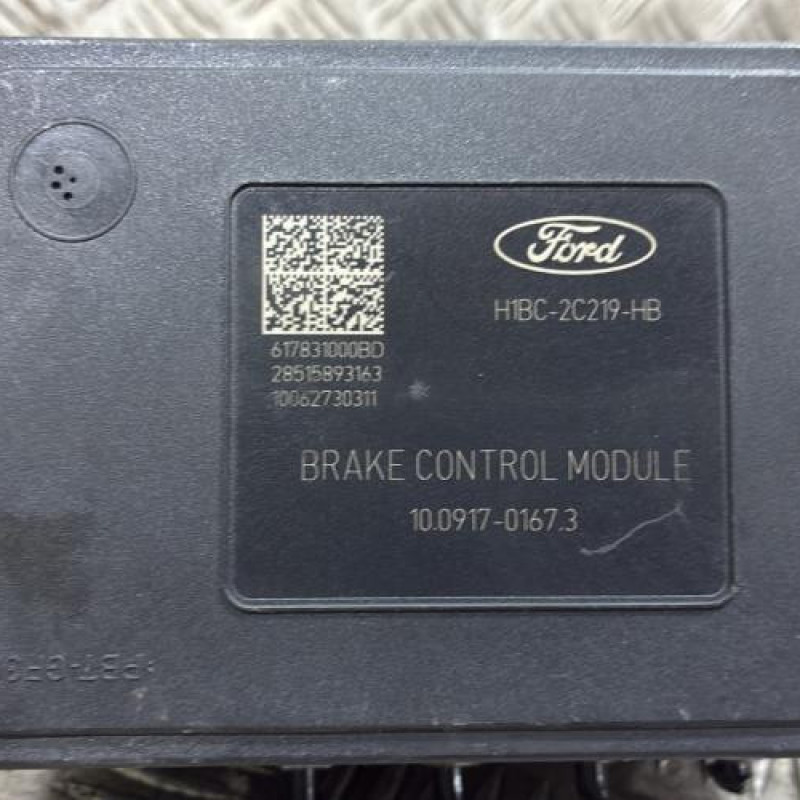 Ford
H1BC-2C219-HB
617831000BD
28515893163
10062730311
BRAKE CONTROL MODULE
10.0917-0167.3